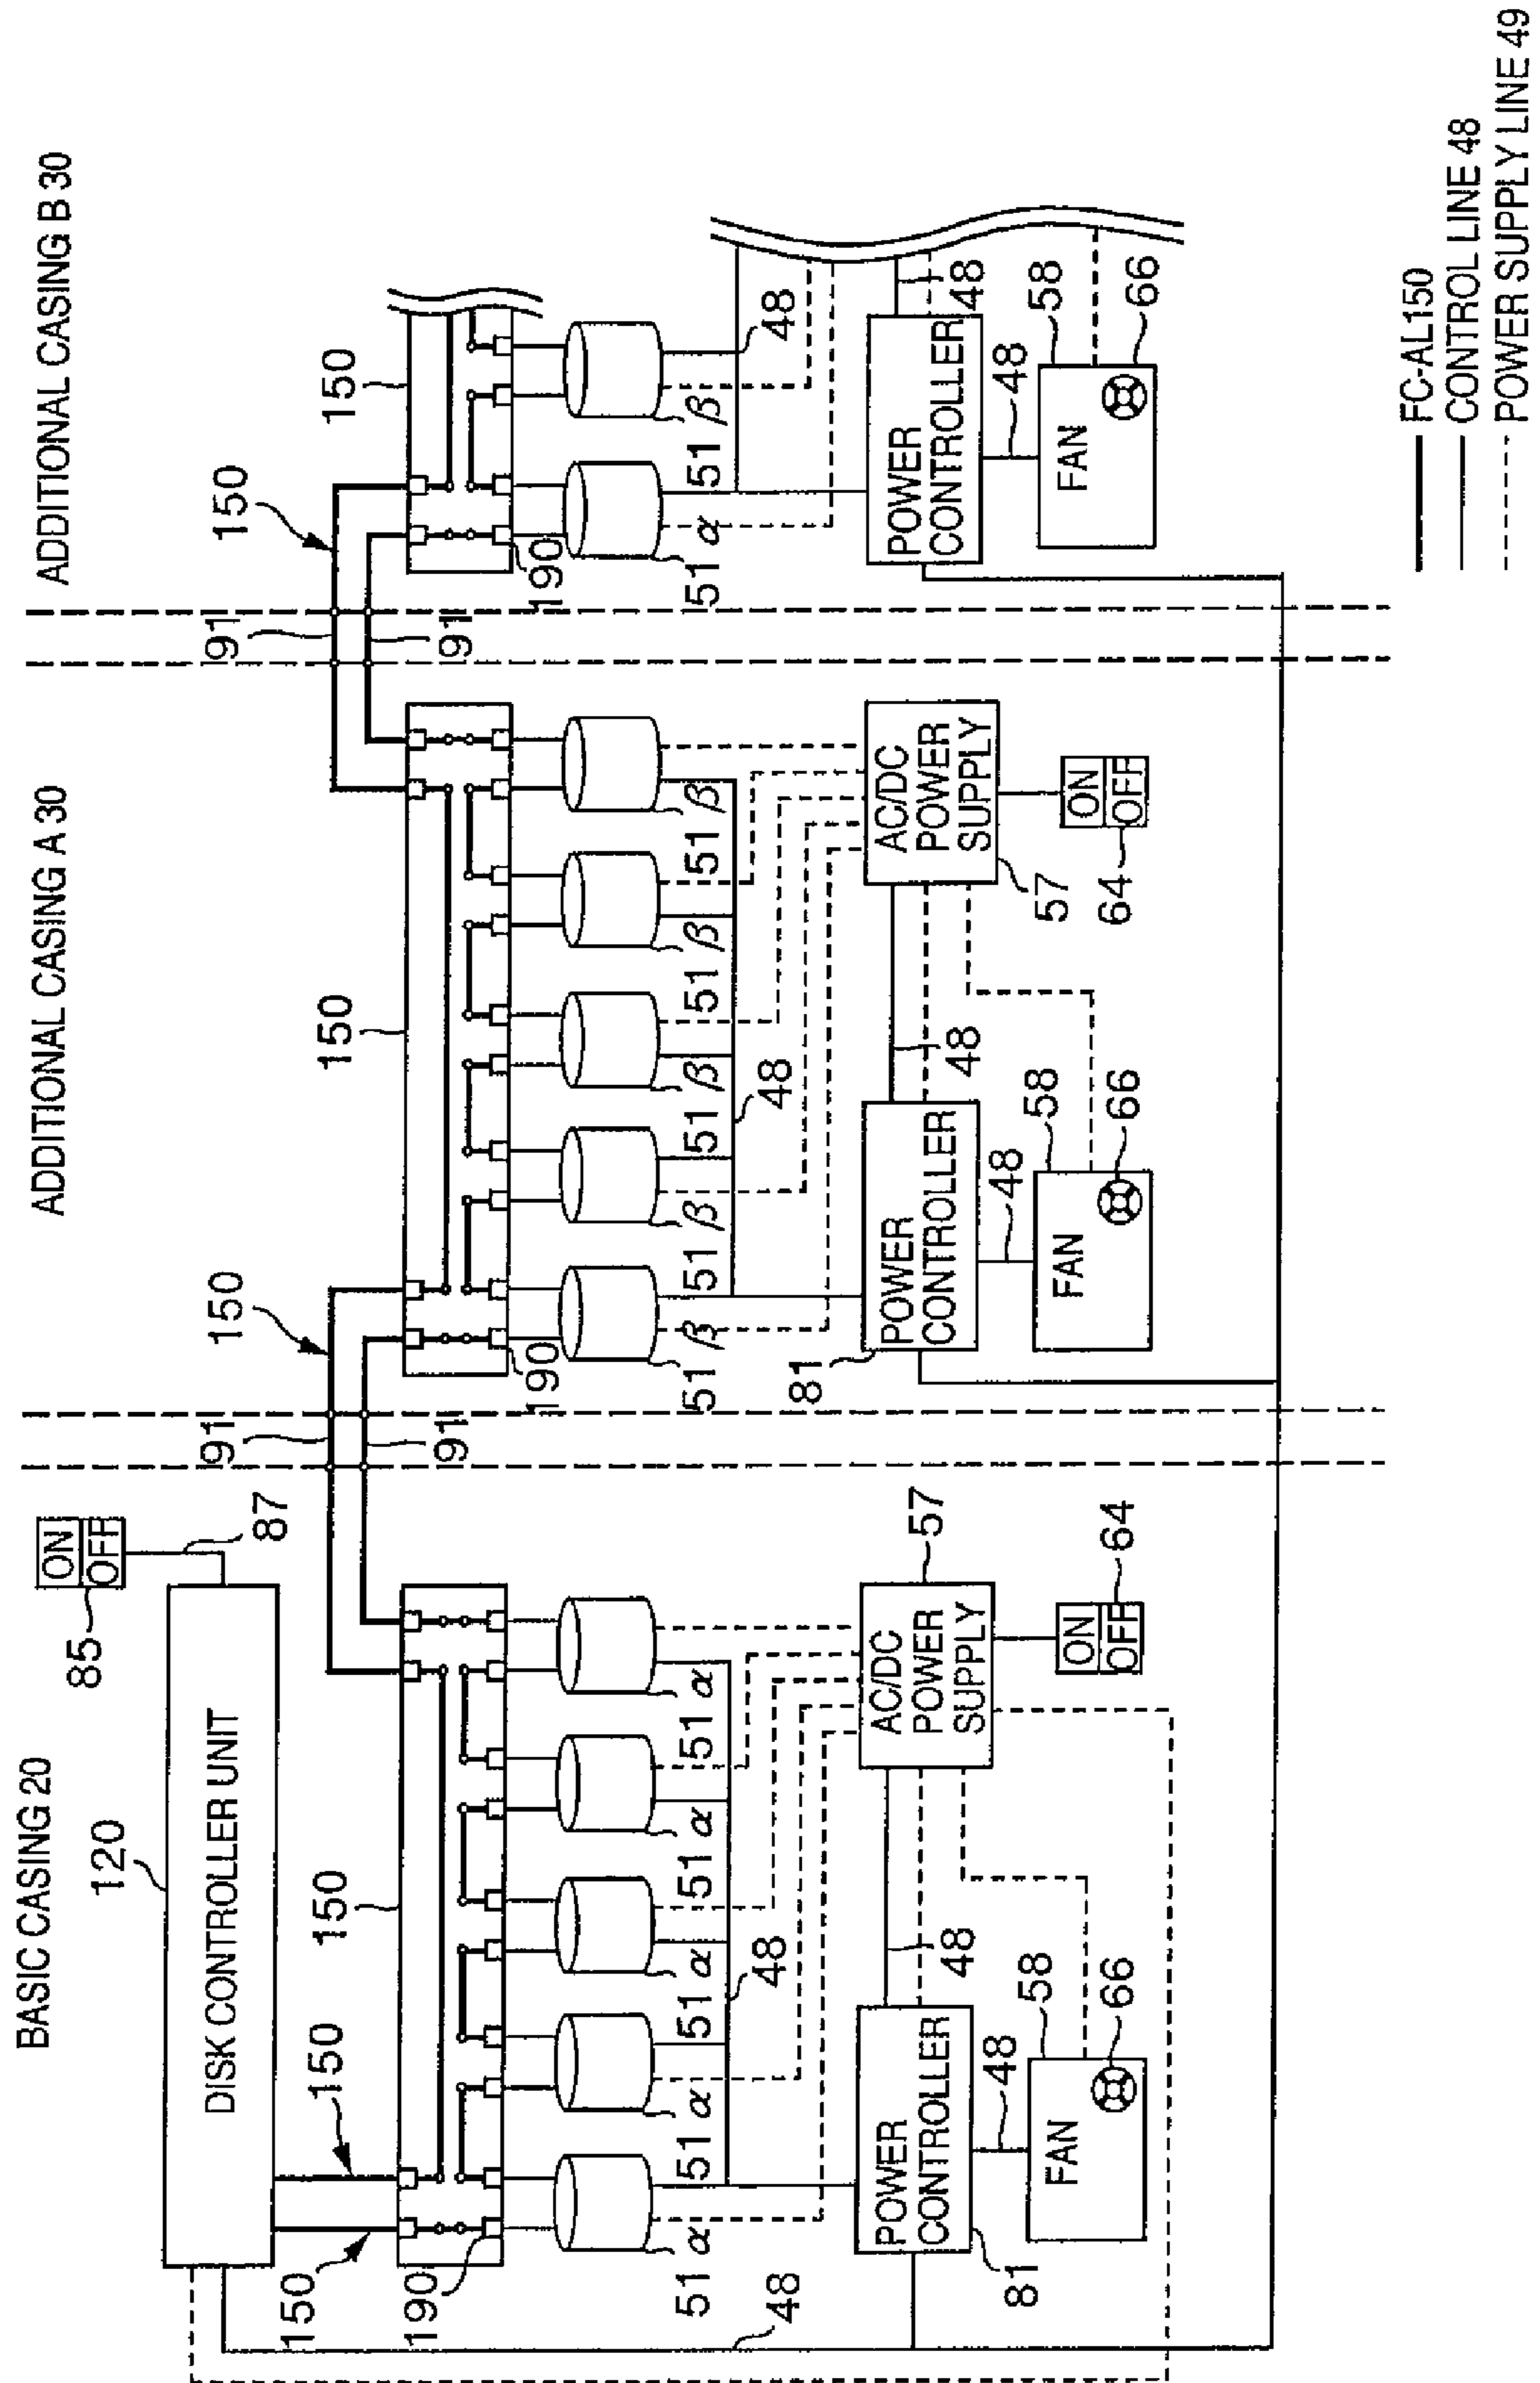 BASIC CASING 20
ADDITIONAL CASING A 30
ADDITIONAL CASING B 30
120
DISK CONTROLLER UNIT
ON
OFF
85
87
150
150
150
190
91
91
150
150
190
91
91
150
150
190
51 α
51 α
51 α
51 α
51 α
48
51 β
51 β
51 β
51 β
51 β
48
51 α
51 β
48
48
POWER CONTROLLER
81
48
AC/DC POWER SUPPLY
57
ON
OFF
64
48
FAN
58
66
POWER CONTROLLER
81
48
AC/DC POWER SUPPLY
57
ON
OFF
64
48
FAN
58
66
POWER CONTROLLER
48
48
FAN
58
66
FC-AL150
CONTROL LINE 48
POWER SUPPLY LINE 49